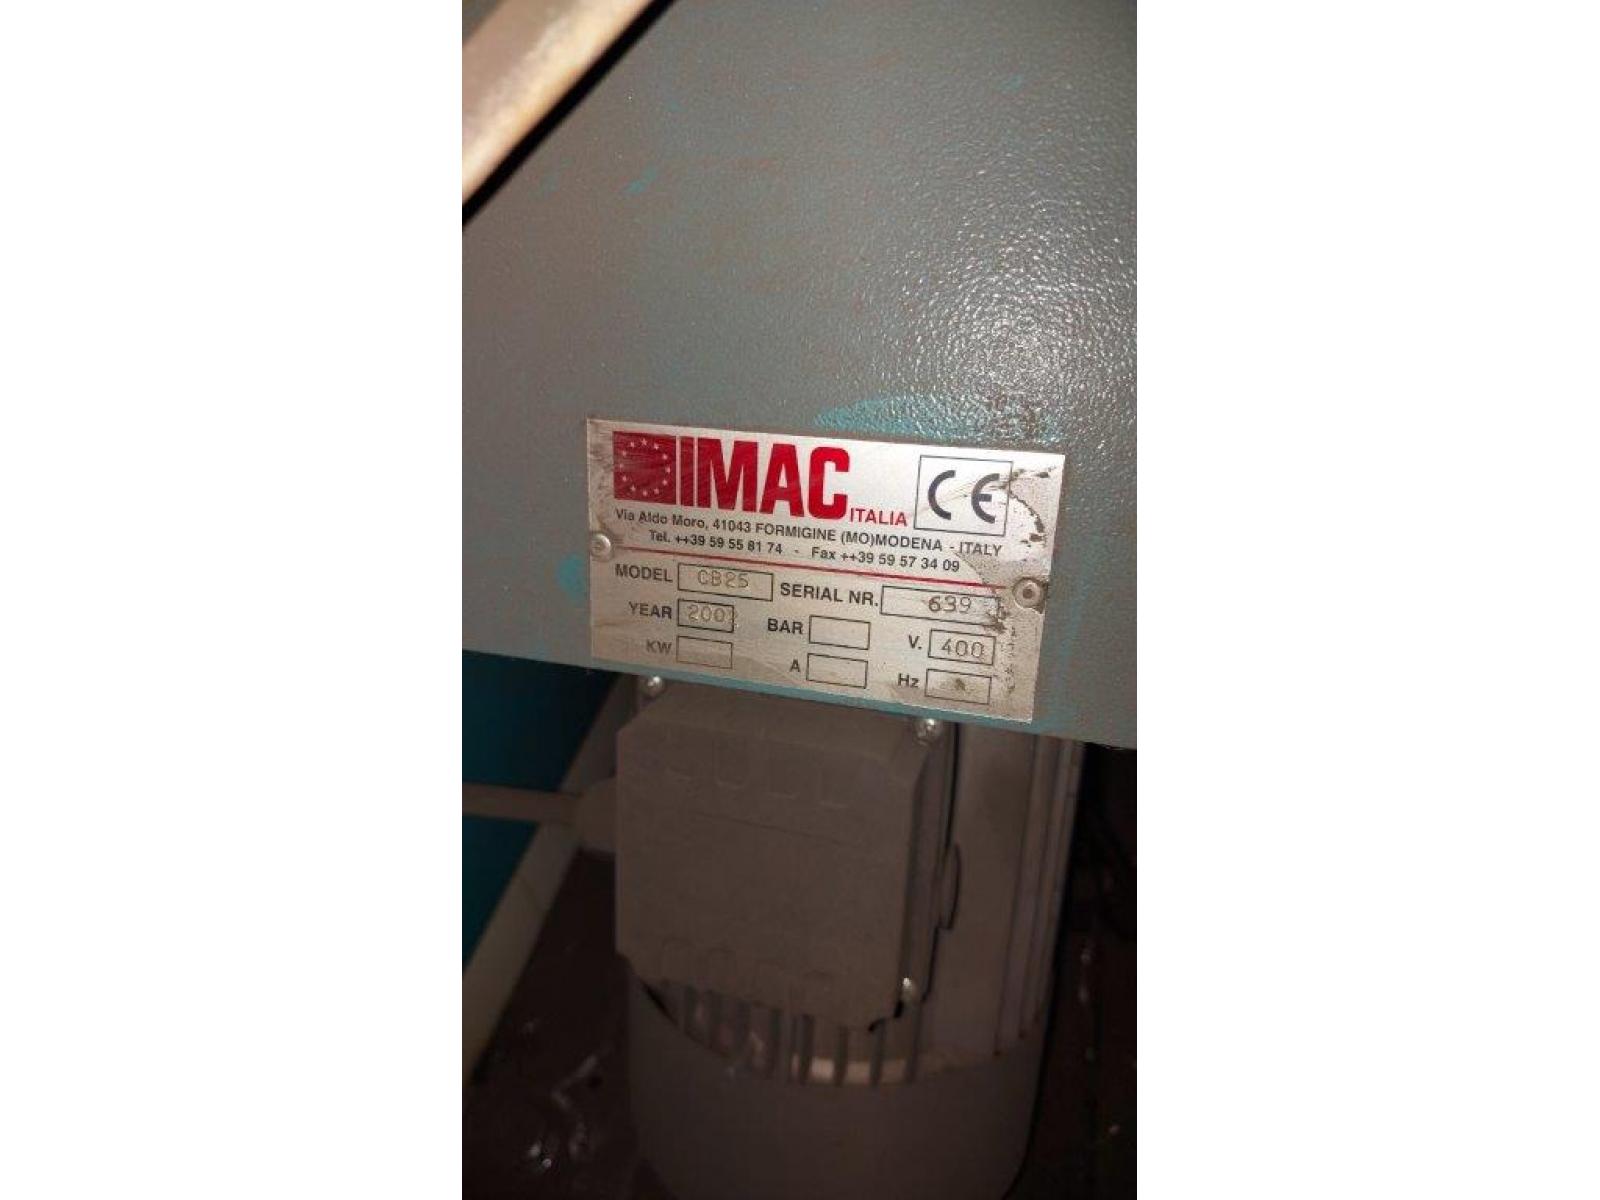 IMAC ITALIA CE
Via Aldo Moro, 41043 FORMIGINE (MO)MODENA - ITALY
Tel. ++39 59 55 81 74 - Fax ++39 59 57 34 09
MODEL CB25 SERIAL NR. 639
YEAR BAR V. 400
KW A Hz